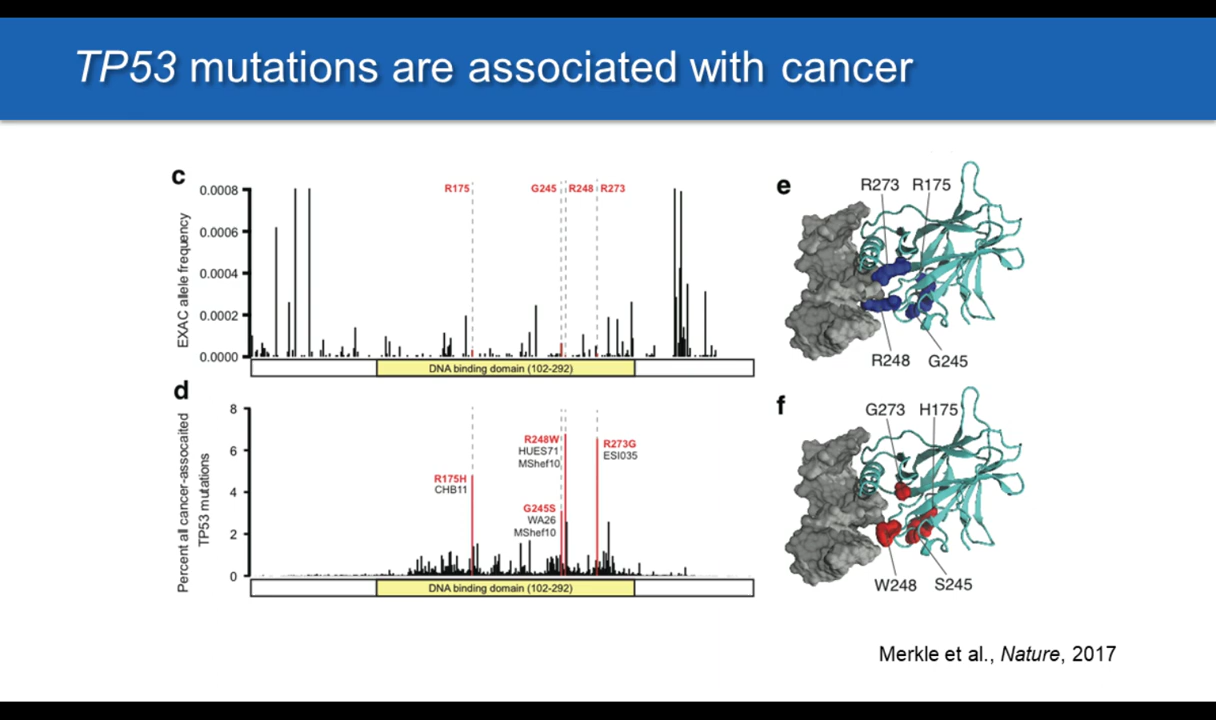 TP53 mutations are associated with cancer
c
EXAC allele frequency
0.0008
0.0006
0.0004
0.0002
0.0000
R175
G245
R248
R273
DNA binding domain (102-292)
d
Percent all cancer-assocaited
TP53 mutations
8
6
4
2
0
R175H
CHB11
R248W
HUES71
MShef10
G245S
WA26
MShef10
R273G
ESI035
DNA binding domain (102-292)
e
R273 R175
R248 G245
f
G273 H175
W248 S245
Merkle et al., Nature, 2017